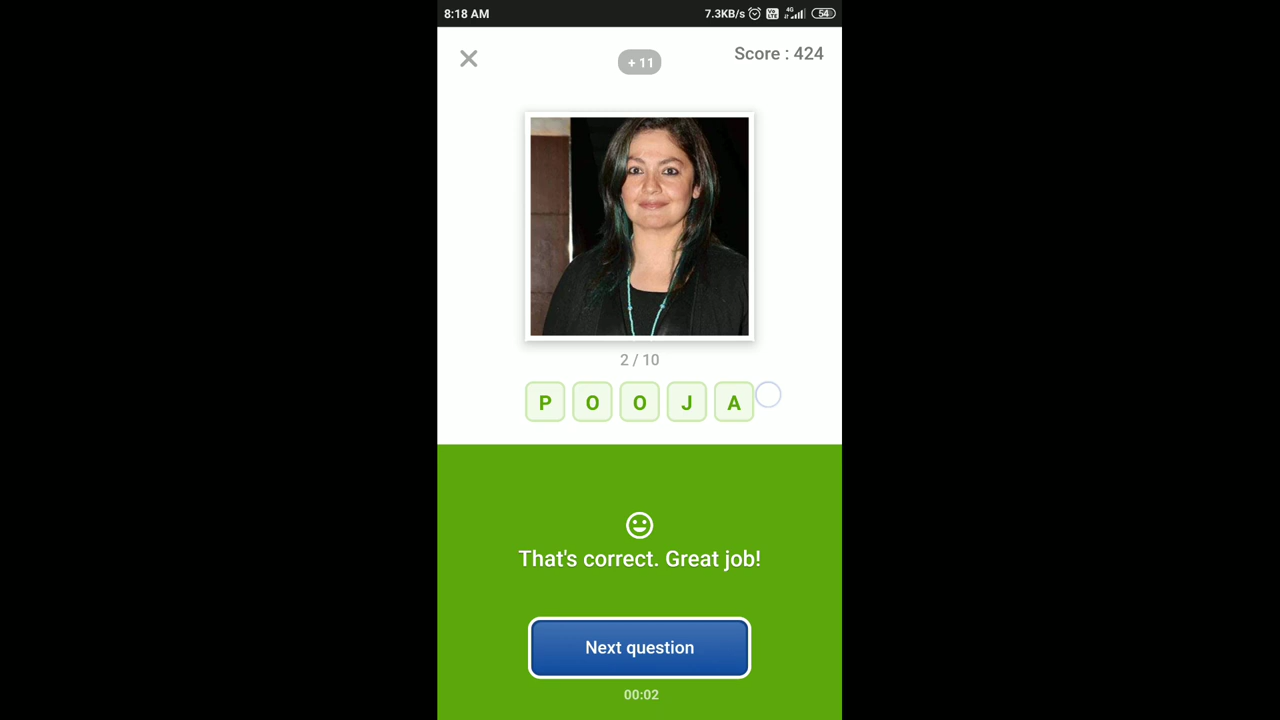 8:18 AM 7.3KB/s 4G 54
+ 11
Score : 424
2 / 10
P O O J A
That's correct. Great job!
Next question
00:02